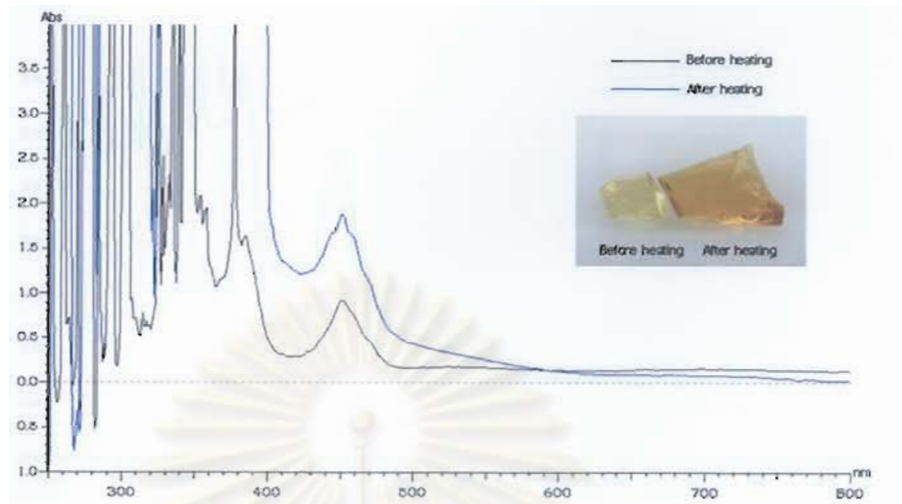 Abs
3.5
Before heating
After heating
3.0
2.5
2.0
1.5
Before heating After heating
1.0
0.5
0.0
0.5
1.0
nm
300 400 500 600 700 800